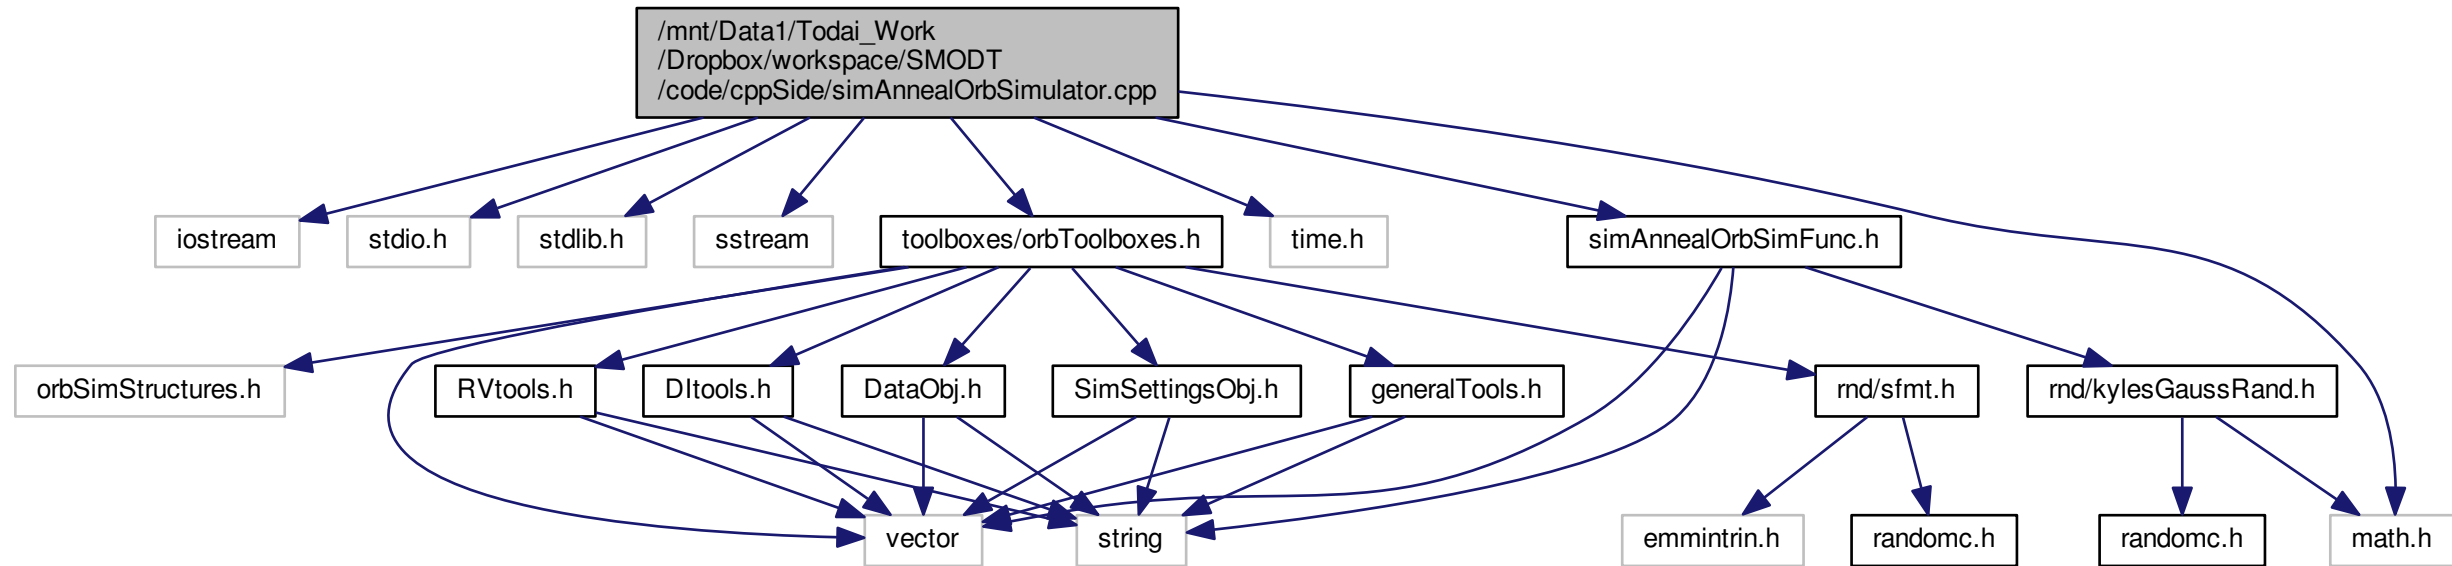 /mnt/Data1/Todai_Work
/Dropbox/workspace/SMODT
/code/cppSide/simAnnealOrbSimulator.cpp
iostream
stdio.h
stdlib.h
sstream
toolboxes/orbToolboxes.h
time.h
simAnnealOrbSimFunc.h
orbSimStructures.h
RVtools.h
DItools.h
DataObj.h
SimSettingsObj.h
generalTools.h
rnd/sfmt.h
rnd/kylesGaussRand.h
vector
string
emmintrin.h
randomc.h
randomc.h
math.h